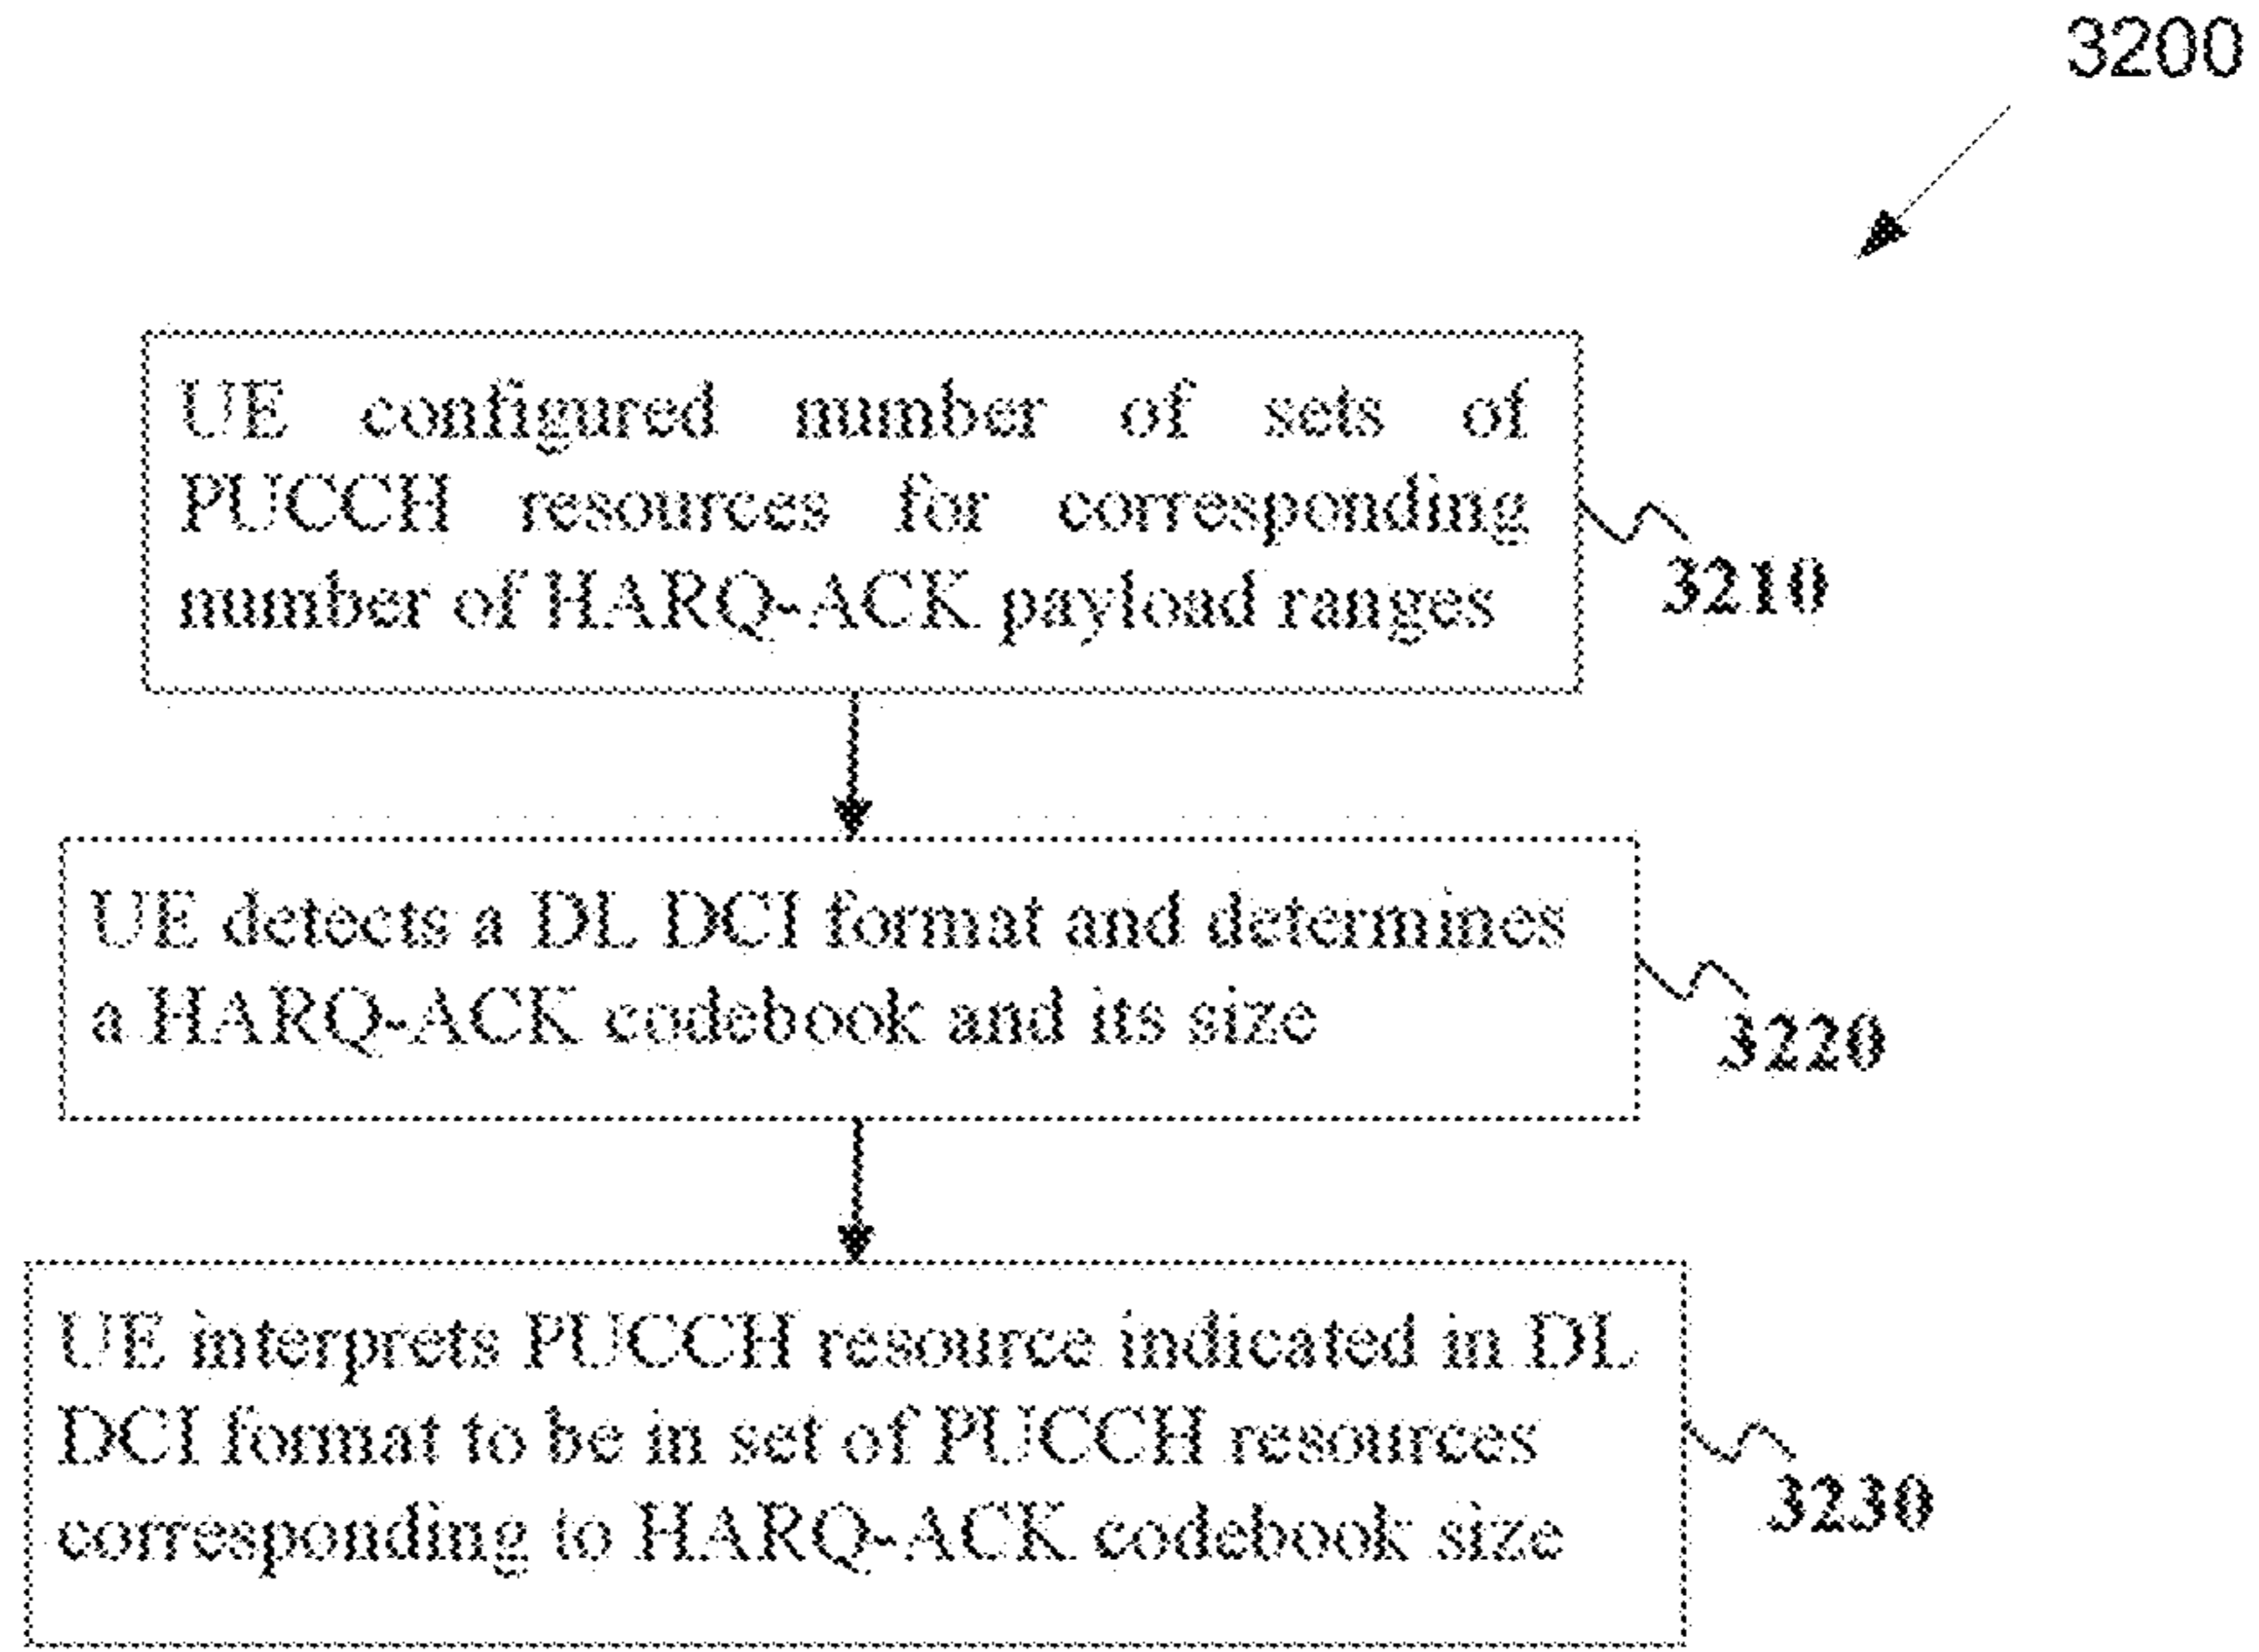 3200
UE configured number of sets of
PUCCH resources for corresponding
number of HARQ-ACK payload ranges
3210
UE detects a DL DCI format and determines
a HARQ-ACK codebook and its size
3220
UE interprets PUCCH resource indicated in DL
DCI format to be in set of PUCCH resources
corresponding to HARQ-ACK codebook size
3230